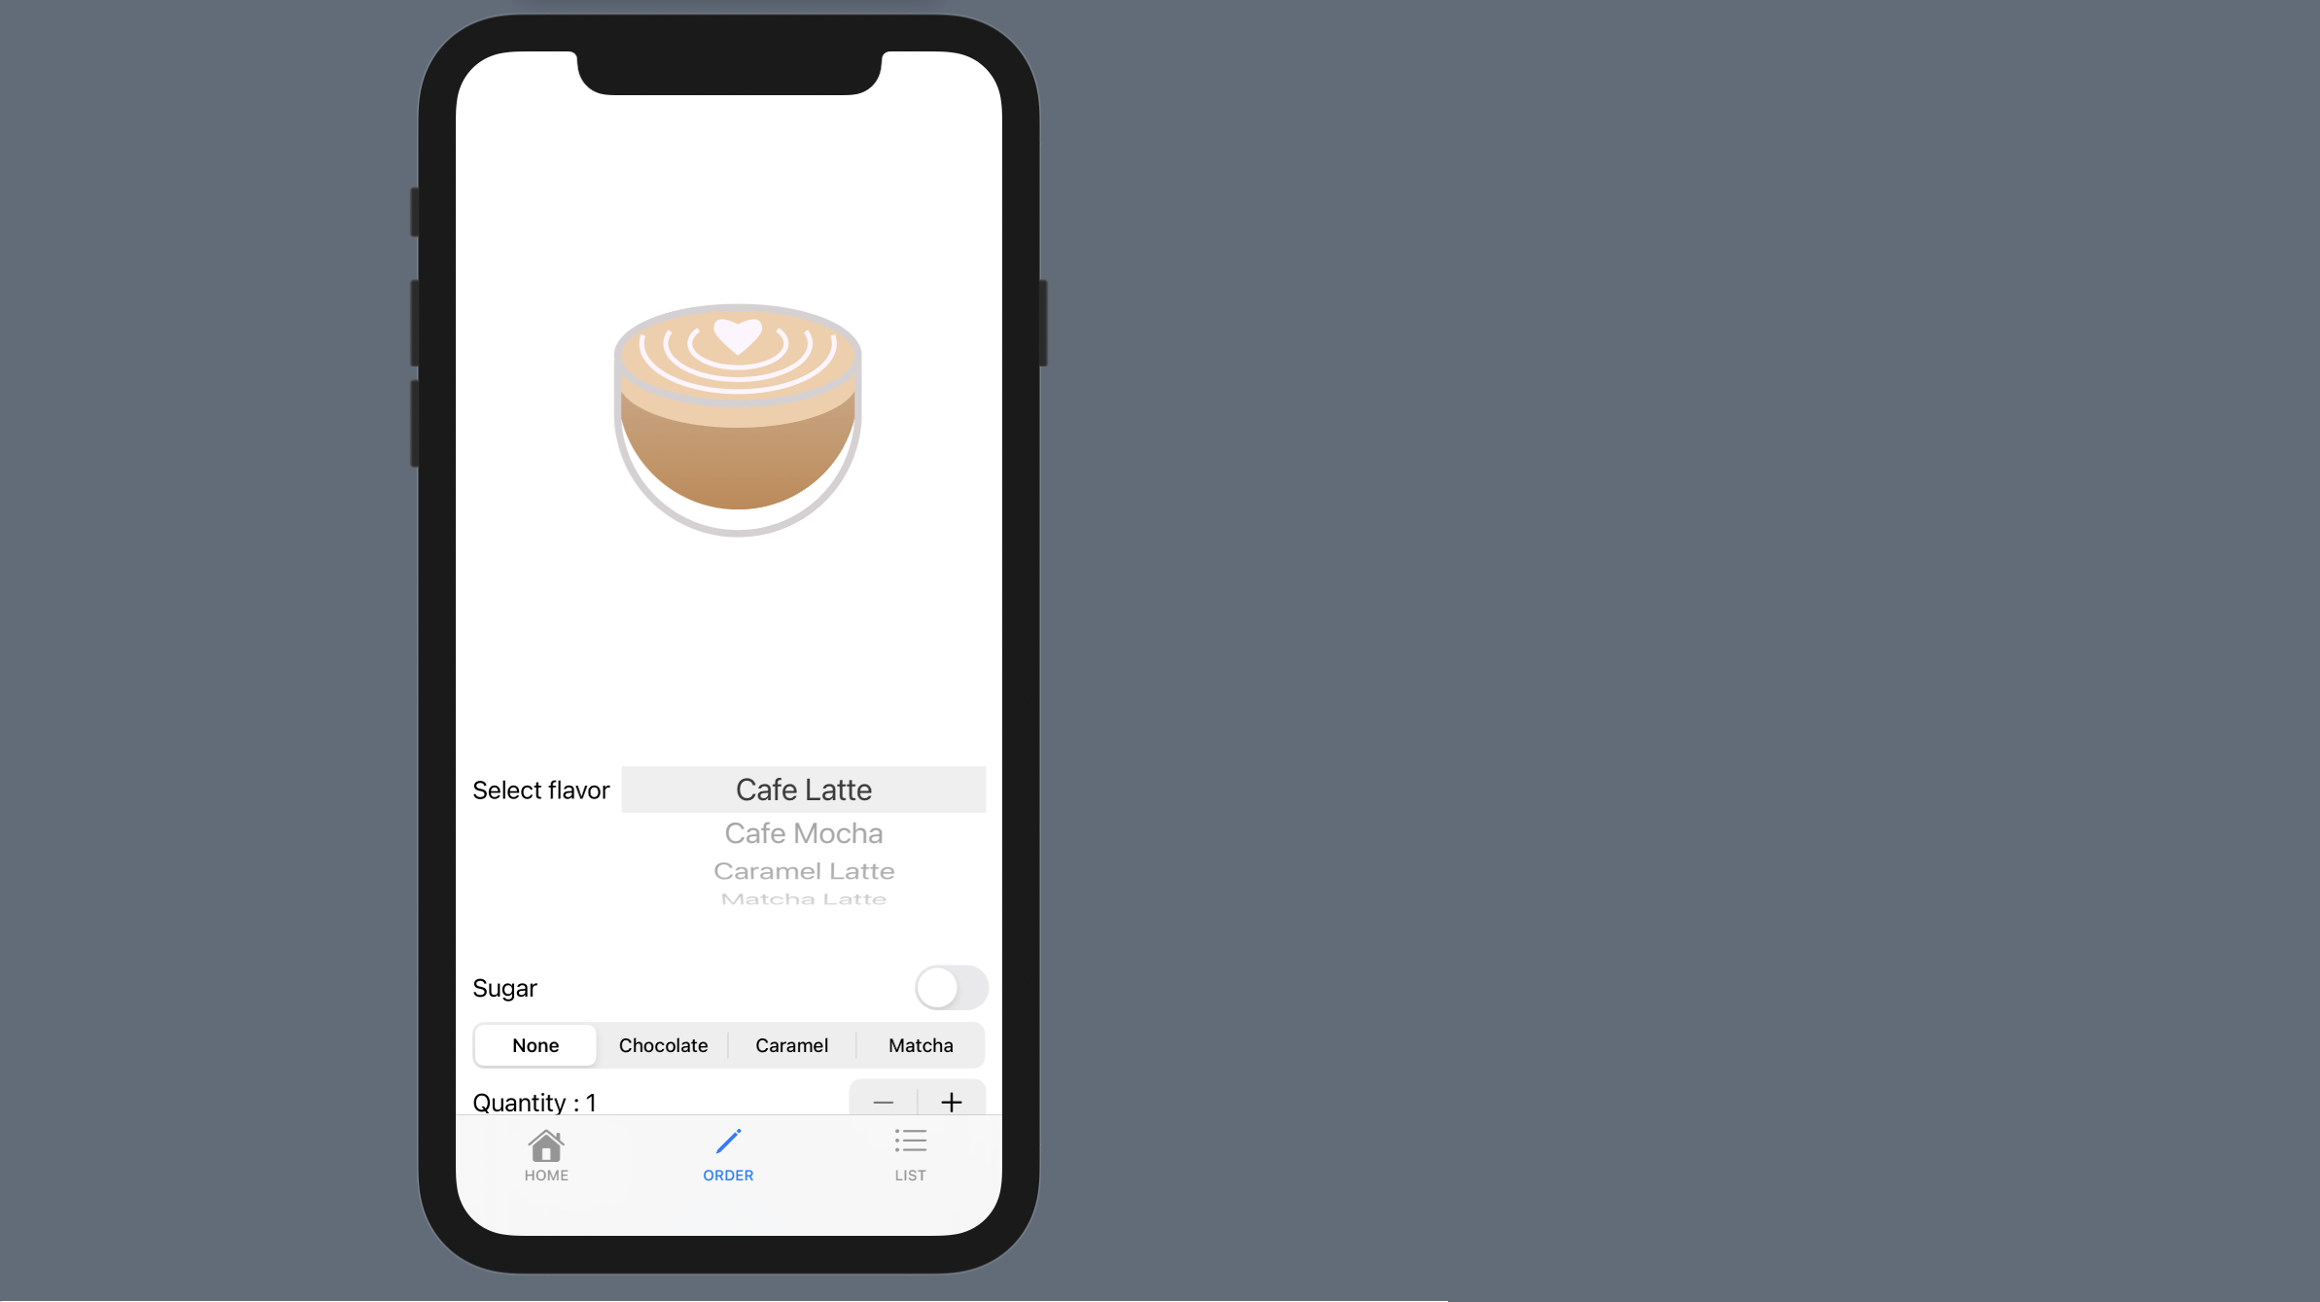 Select flavor Cafe Latte
Cafe Mocha
Caramel Latte
Matcha Latte
Sugar
None Chocolate Caramel Matcha
Quantity : 1
HOME ORDER LIST